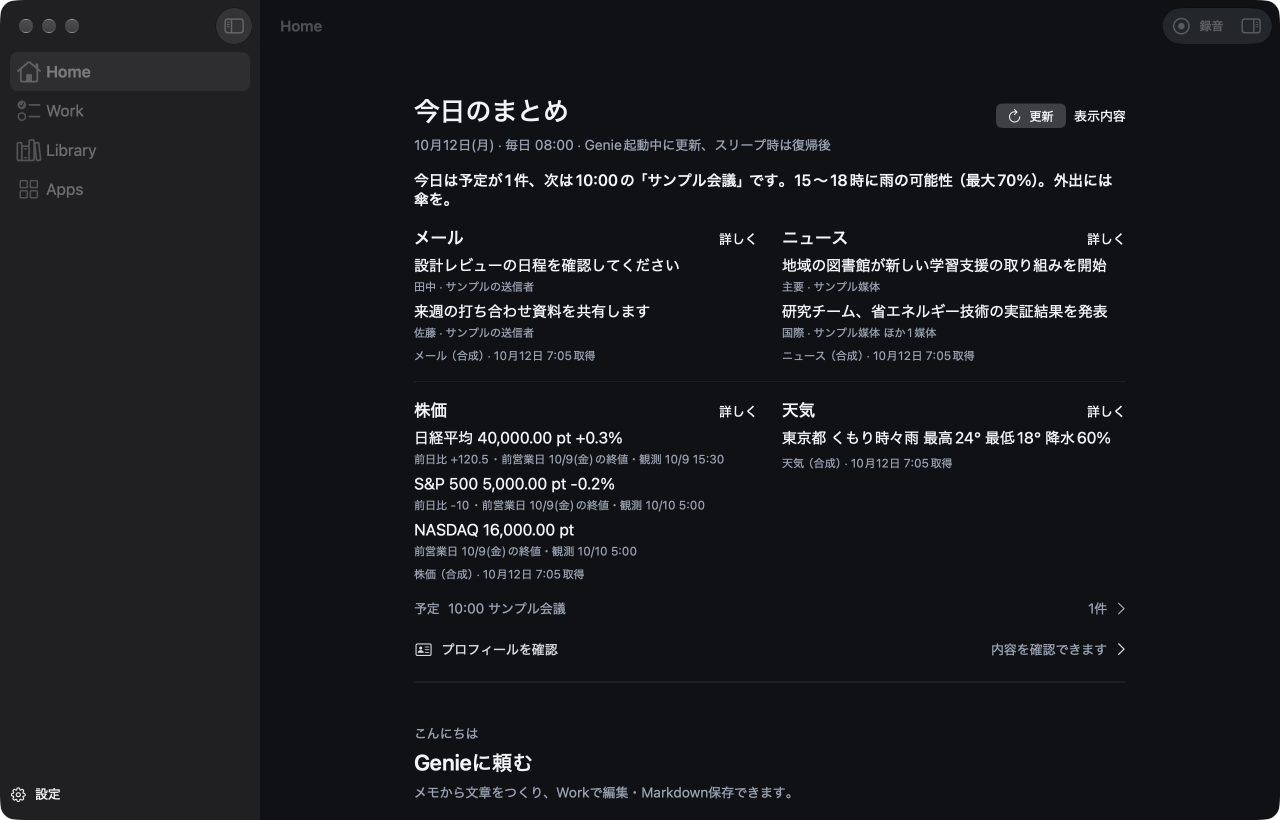 Home
録音
Home
Work
Library
Apps
設定
今日のまとめ
更新
表示内容
10月12日(月) · 毎日 08:00 · Genie起動中に更新、スリープ時は復帰後
今日は予定が1件、次は10:00の「サンプル会議」です。15〜18時に雨の可能性（最大70%）。外出には
傘を。
メール
詳しく
設計レビューの日程を確認してください
田中 · サンプルの送信者
来週の打ち合わせ資料を共有します
佐藤 · サンプルの送信者
メール（合成）· 10月12日 7:05取得
ニュース
詳しく
地域の図書館が新しい学習支援の取り組みを開始
主要 · サンプル媒体
研究チーム、省エネルギー技術の実証結果を発表
国際 · サンプル媒体 ほか1媒体
ニュース（合成）· 10月12日 7:05取得
株価
詳しく
日経平均 40,000.00 pt +0.3%
前日比 +120.5・前営業日 10/9(金)の終値・観測 10/9 15:30
S&P 500 5,000.00 pt -0.2%
前日比 -10・前営業日 10/9(金)の終値・観測 10/10 5:00
NASDAQ 16,000.00 pt
前営業日 10/9(金)の終値・観測 10/10 5:00
株価（合成）· 10月12日 7:05取得
天気
詳しく
東京都 くもり時々雨 最高24° 最低18° 降水60%
天気（合成）· 10月12日 7:05取得
予定 10:00 サンプル会議
1件
プロフィールを確認
内容を確認できます
こんにちは
Genieに頼む
メモから文章をつくり、Workで編集・Markdown保存できます。